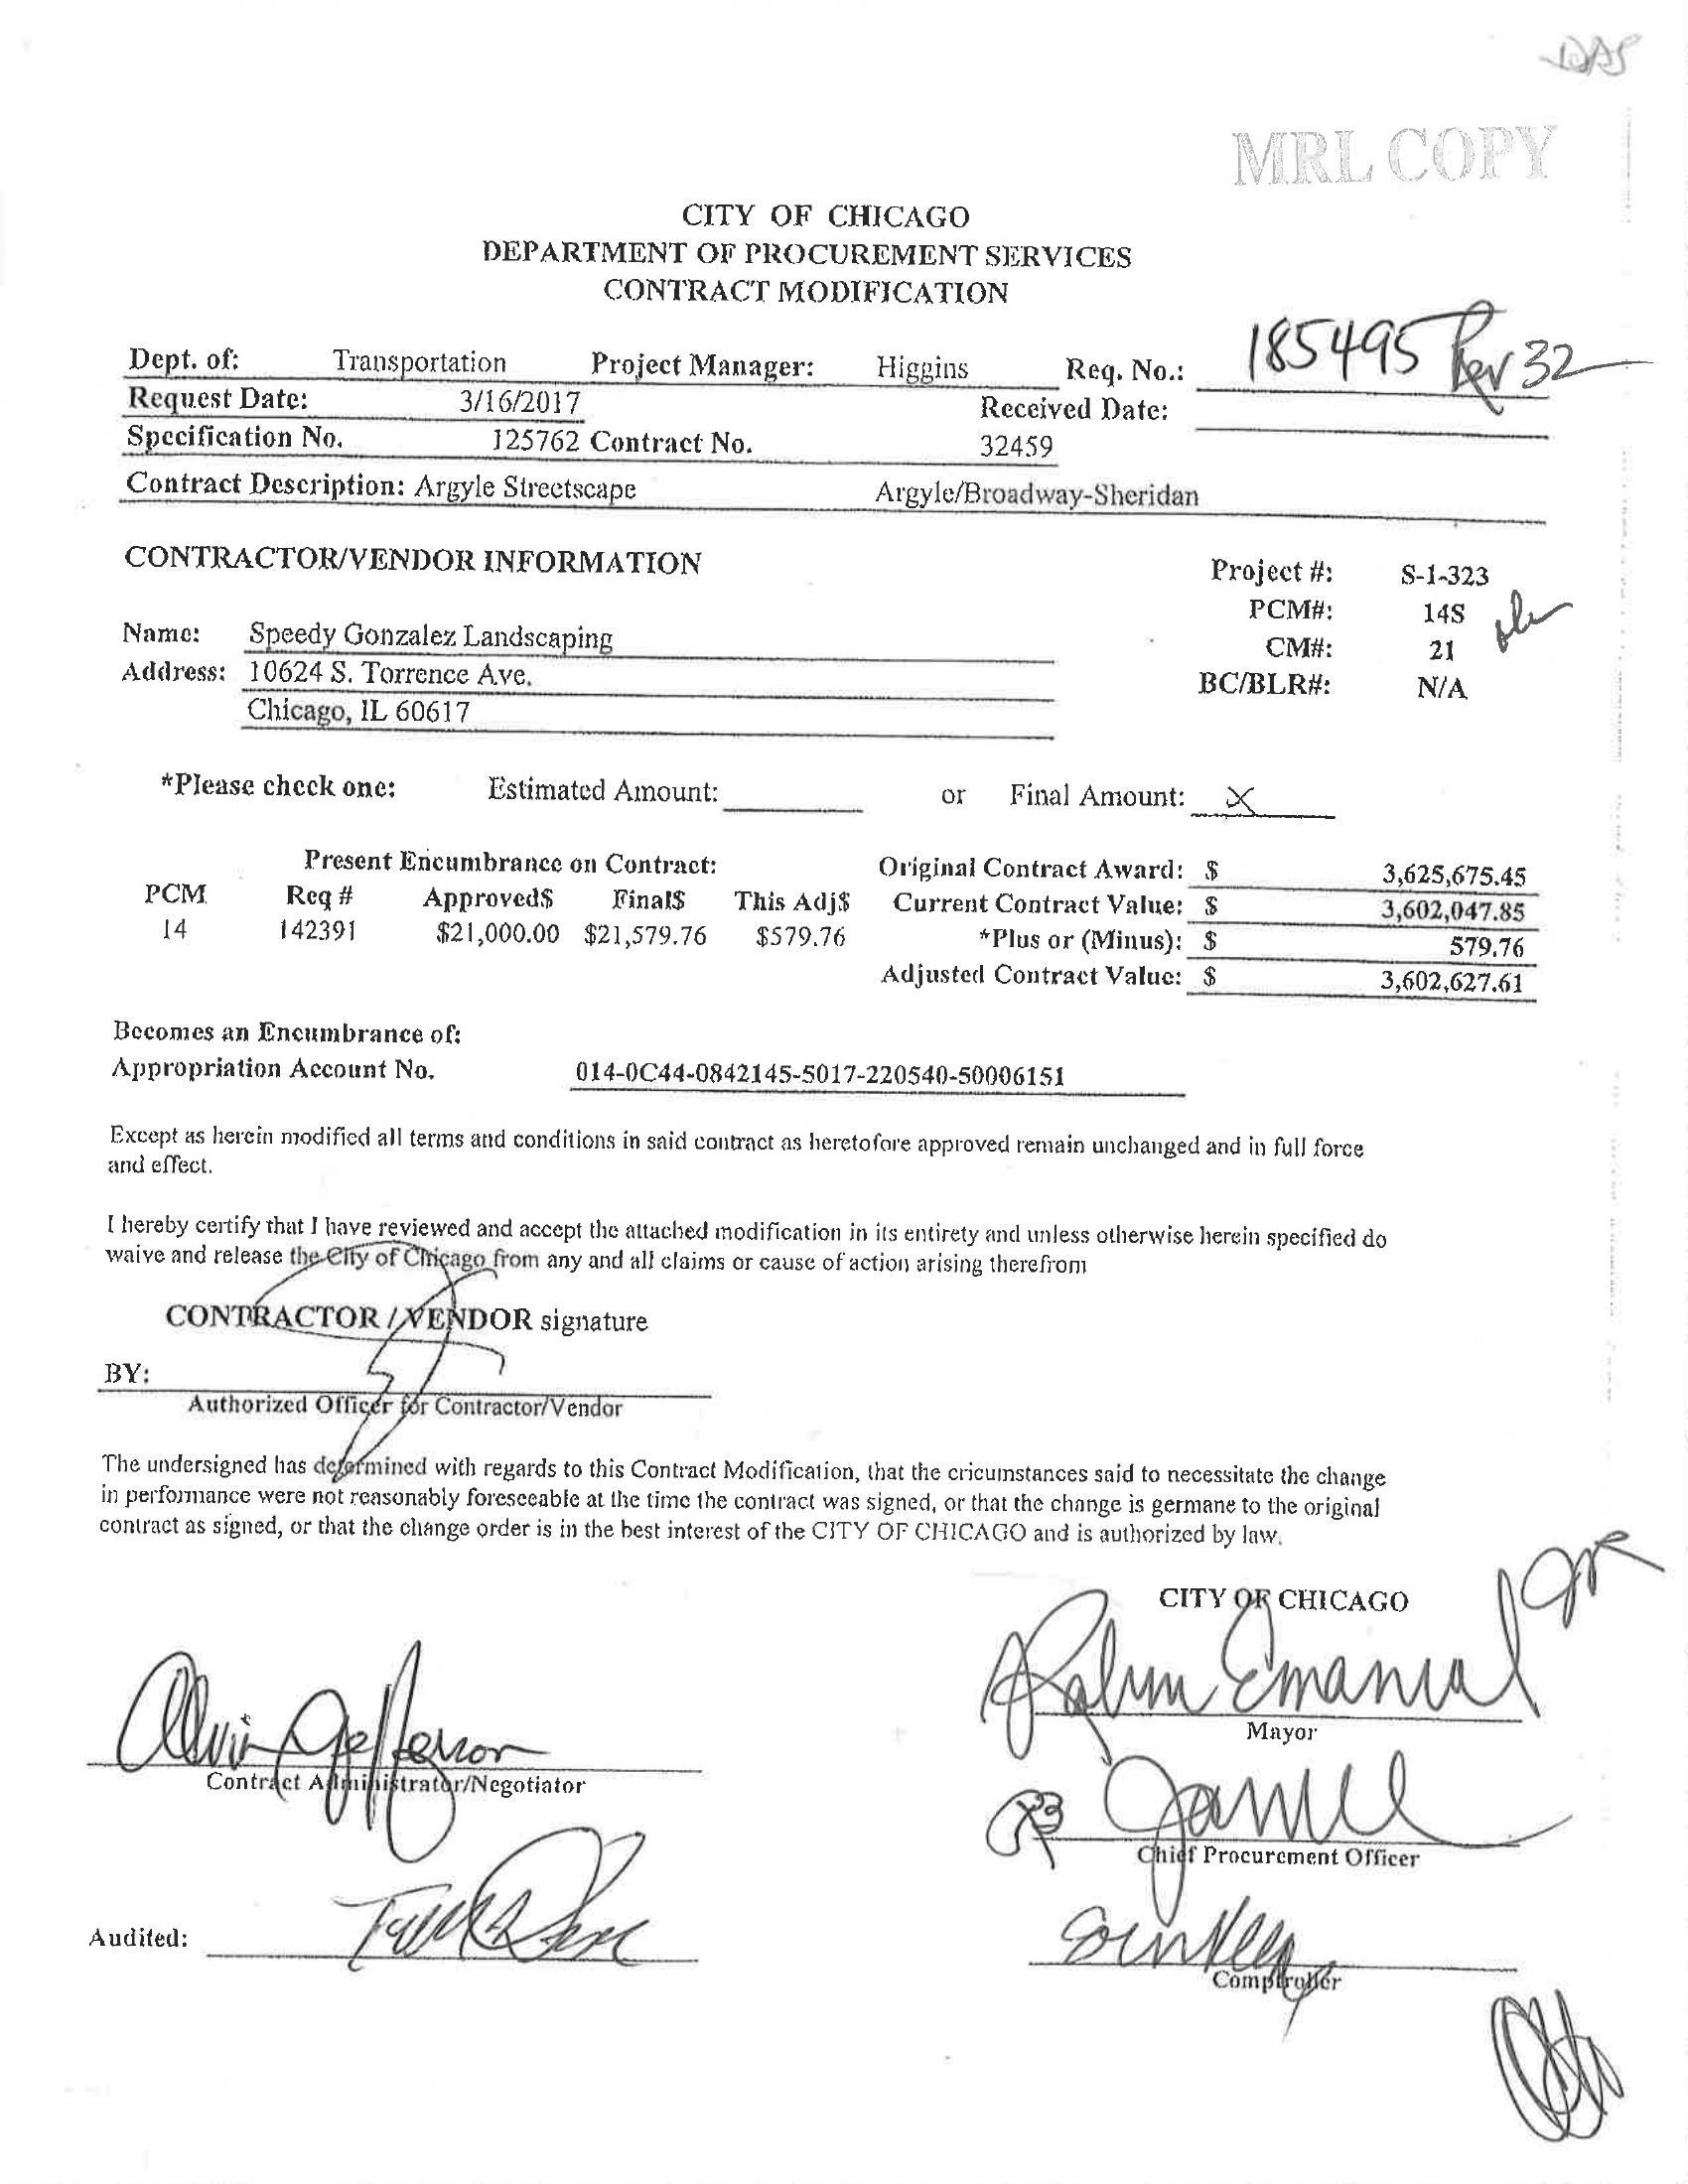 DAS
MRL COPY
CITY OF CHICAGO
DEPARTMENT OF PROCUREMENT SERVICES
CONTRACT MODIFICATION
Dept. of: Transportation Project Manager: Higgins Req. No.: 185495 Rev 32
Request Date: 3/16/2017 Received Date:
Specification No. 125762 Contract No. 32459
Contract Description: Argyle Streetscape Argyle/Broadway-Sheridan
CONTRACTOR/VENDOR INFORMATION
Project #: S-1-323
PCM#: 14S
Name: Speedy Gonzalez Landscaping
CM#: 21
Address: 10624 S. Torrence Ave.
BC/BLR#: N/A
Chicago, IL 60617
*Please check one: Estimated Amount: or Final Amount: X
Present Encumbrance on Contract: Original Contract Award: $ 3,625,675.45
PCM Req # Approved$ Final$ This Adj$ Current Contract Value: $ 3,602,047.85
14 142391 $21,000.00 $21,579.76 $579.76 *Plus or (Minus): $ 579.76
Adjusted Contract Value: $ 3,602,627.61
Becomes an Encumbrance of:
Appropriation Account No. 014-0C44-0842145-5017-220540-50006151
Except as herein modified all terms and conditions in said contract as heretofore approved remain unchanged and in full force
and effect.
I hereby certify that I have reviewed and accept the attached modification in its entirety and unless otherwise herein specified do
waive and release the City of Chicago from any and all claims or cause of action arising therefrom
CONTRACTOR / VENDOR signature
BY:
Authorized Officer for Contractor/Vendor
The undersigned has determined with regards to this Contract Modification, that the cricumstances said to necessitate the change
in performance were not reasonably foreseeable at the time the contract was signed, or that the change is germane to the original
contract as signed, or that the change order is in the best interest of the CITY OF CHICAGO and is authorized by law.
CITY OF CHICAGO
Rahm Emanuel
Mayor
Alvin Jefferson
Contract Administrator/Negotiator
Chief Procurement Officer
Audited:
Comptroller